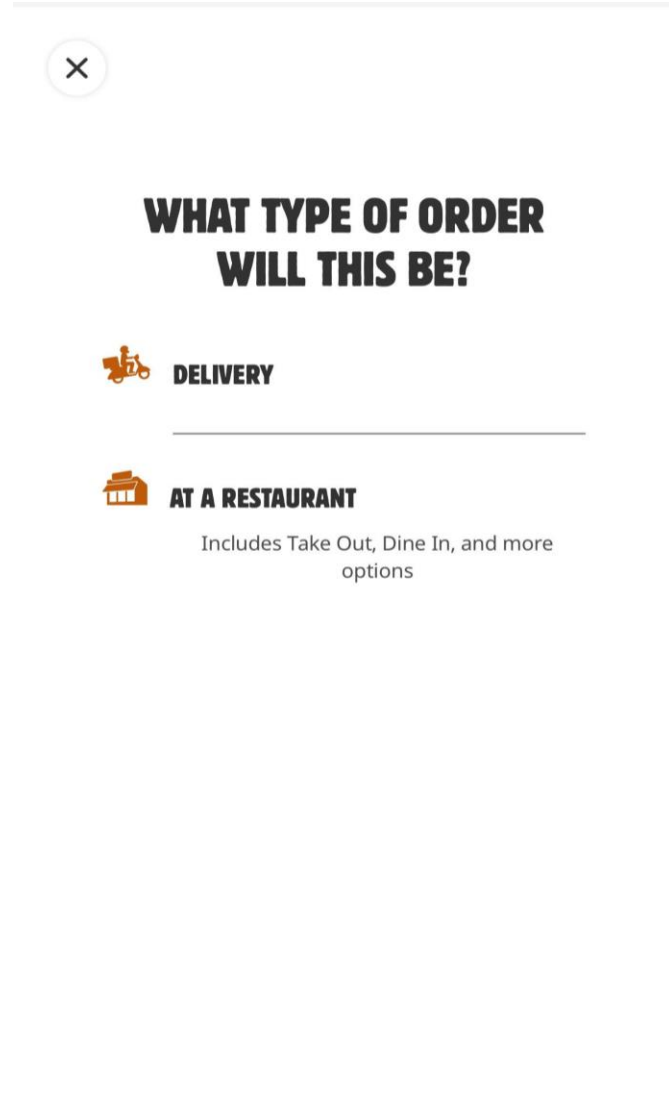 WHAT TYPE OF ORDER
WILL THIS BE?
DELIVERY
AT A RESTAURANT
Includes Take Out, Dine In, and more
options